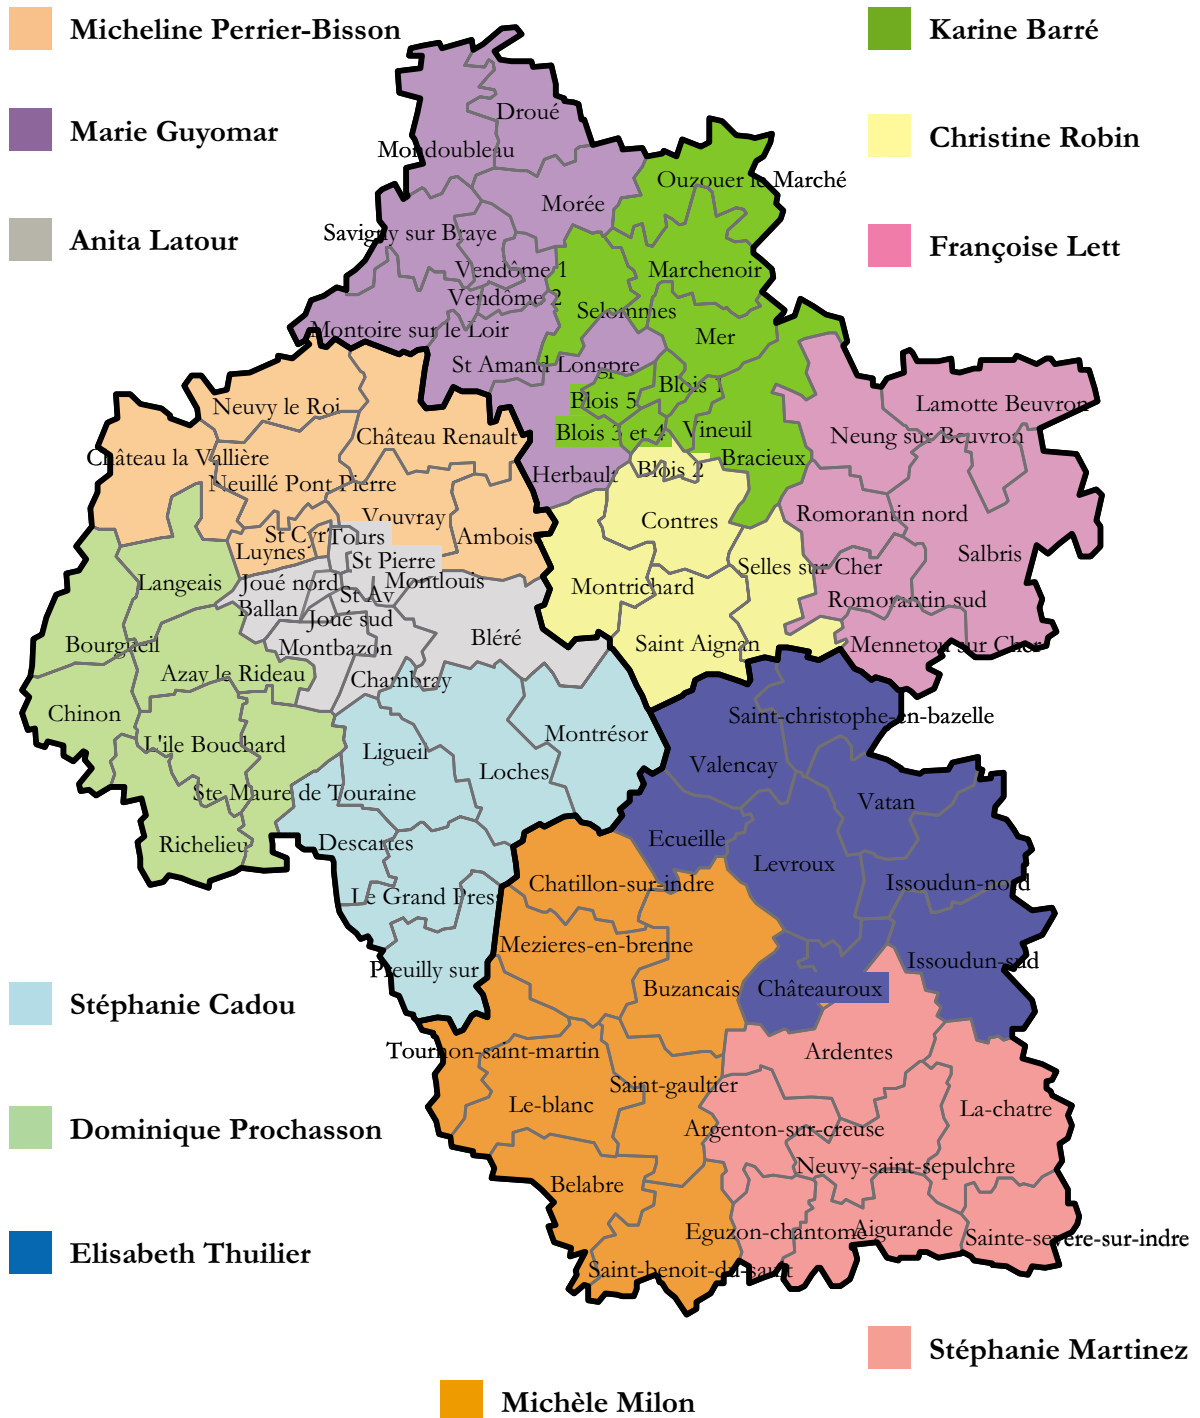 Micheline Perrier-Bisson
Karine Barré
Marie Guyomar
Christine Robin
Anita Latour
Françoise Lett
Droué
Mondoubleau
Ouzouer le Marché
Morée
Savigny sur Braye
Vendôme 1
Marchenoir
Vendôme 2
Selommes
Montoire sur le Loir
Mer
St Amand Longpre
Blois 1
Blois 5
Lamotte Beuvron
Neuvy le Roi
Château Renault
Blois 3 et 4
Vineuil
Neung sur Beuvron
Château la Vallière
Bracieux
Herbault
Blois 2
Neuillé Pont Pierre
Vouvray
Contres
Romorantin nord
St Cyr
Tours
Ambois
Luynes
St Pierre
Salbris
Langeais
Joué nord
Montlouis
Montrichard
Selles sur Cher
St Av
Ballan
Romorantin sud
Joué sud
Bourgueil
Montbazon
Bléré
Saint Aignan
Mennetou sur Cher
Azay le Rideau
Chambray
Chinon
Saint-christophe-en-bazelle
L'ile Bouchard
Ligueil
Montrésor
Valencay
Loches
Ste Maure de Touraine
Vatan
Richelieu
Descartes
Ecueille
Levroux
Le Grand Press
Chatillon-sur-indre
Issoudun-nord
Mezieres-en-brenne
Preuilly sur
Issoudun-sud
Buzancais
Châteauroux
Stéphanie Cadou
Tournon-saint-martin
Ardentes
Saint-gaultier
Le-blanc
La-chatre
Dominique Prochasson
Argenton-sur-creuse
Neuvy-saint-sepulchre
Belabre
Eguzon-chantome
Aigurande
Sainte-severe-sur-indre
Elisabeth Thuilier
Saint-benoit-du-sault
Stéphanie Martinez
Michèle Milon